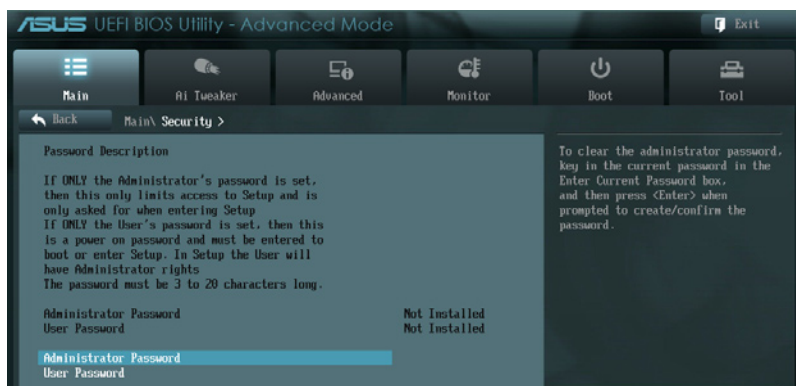 ASUS UEFI BIOS Utility - Advanced Mode
Exit
Main
Ai Tweaker
Advanced
Monitor
Boot
Tool
Back
Main\ Security >
Password Description
If ONLY the Administrator's password is set,
then this only limits access to Setup and is
only asked for when entering Setup
If ONLY the User's password is set, then this
is a power on password and must be entered to
boot or enter Setup. In Setup the User will
have Administrator rights
The password must be 3 to 20 characters long.
Administrator Password Not Installed
User Password Not Installed
Administrator Password
User Password
To clear the administrator password,
key in the current password in the
Enter Current Password box,
and then press <Enter> when
prompted to create/confirm the
password.